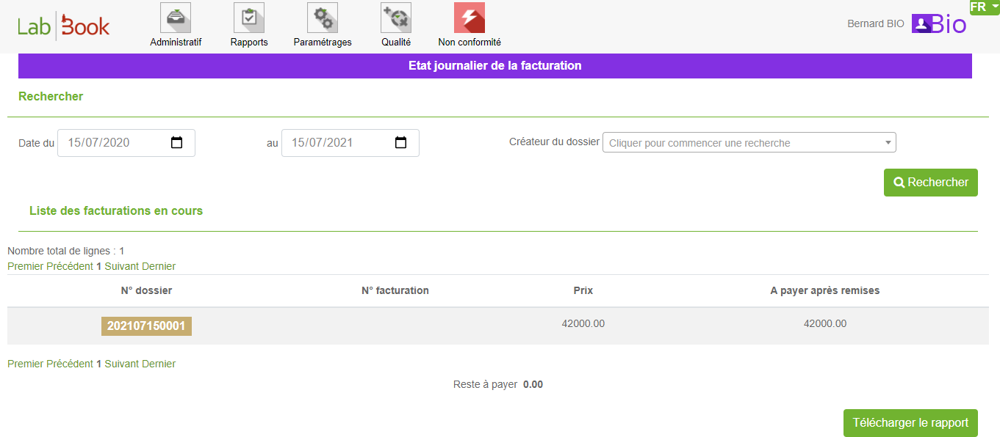 Lab Book
Administratif
Rapports
Paramétrages
Qualité
Non conformité
Bernard BIO
Bio
FR
Etat journalier de la facturation
Rechercher
Date du 15/07/2020 au 15/07/2021 Créateur du dossier Cliquer pour commencer une recherche
Rechercher
Liste des facturations en cours
Nombre total de lignes : 1
Premier Précédent 1 Suivant Dernier
N° dossier N° facturation Prix A payer après remises
202107150001 42000.00 42000.00
Premier Précédent 1 Suivant Dernier
Reste à payer 0.00
Télécharger le rapport